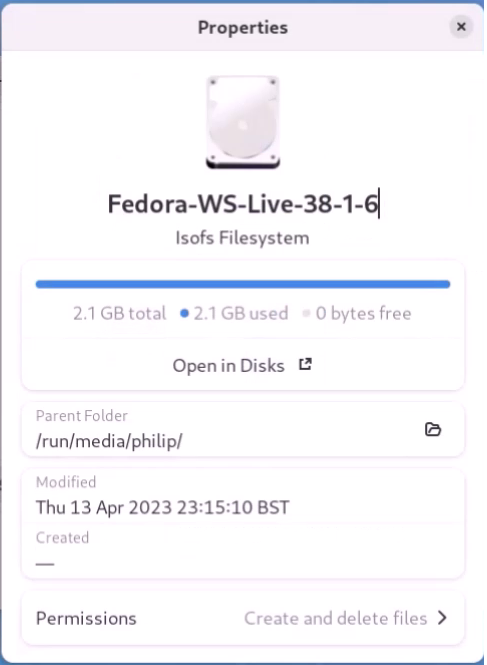 Properties
Fedora-WS-Live-38-1-6
Isofs Filesystem
2.1 GB total 2.1 GB used 0 bytes free
Open in Disks
Parent Folder
/run/media/philip/
Modified
Thu 13 Apr 2023 23:15:10 BST
Created
—
Permissions Create and delete files